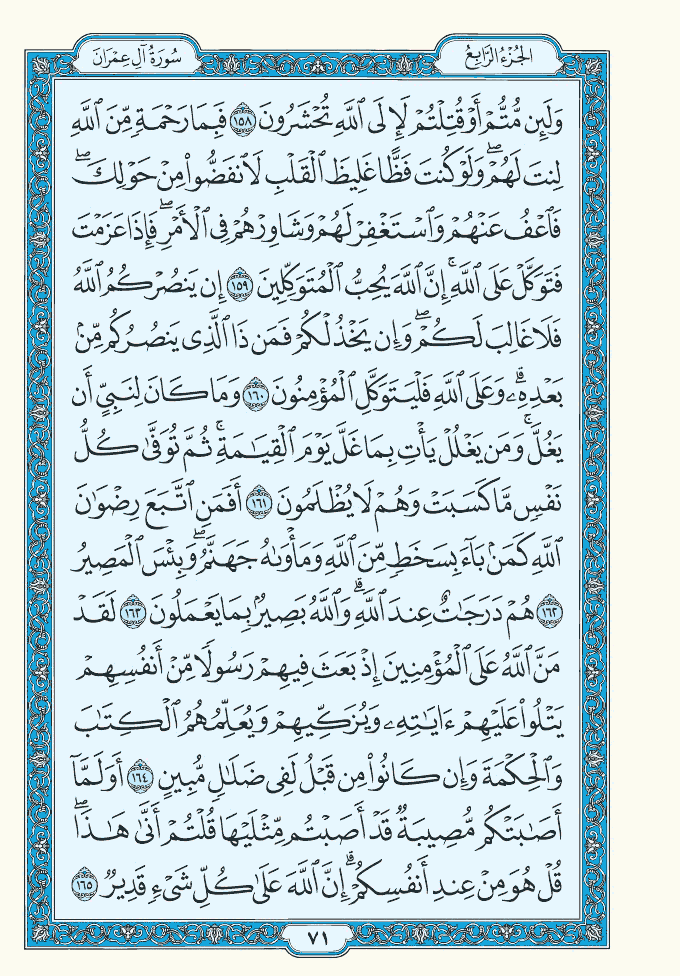 الجُزْءُ الرَّابِعُ
سُورَةُ آلِ عِمْرَانَ
وَلَئِن مُّتُّمْ أَوْ قُتِلْتُمْ لَإِلَى ٱللَّهِ تُحْشَرُونَ ١٥٨ فَبِمَا رَحْمَةٍ مِّنَ ٱللَّهِ
لِنتَ لَهُمْ ۖ وَلَوْ كُنتَ فَظًّا غَلِيظَ ٱلْقَلْبِ لَٱنفَضُّوا۟ مِنْ حَوْلِكَ ۖ
فَٱعْفُ عَنْهُمْ وَٱسْتَغْفِرْ لَهُمْ وَشَاوِرْهُمْ فِى ٱلْأَمْرِ ۖ فَإِذَا عَزَمْتَ
فَتَوَكَّلْ عَلَى ٱللَّهِ ۚ إِنَّ ٱللَّهَ يُحِبُّ ٱلْمُتَوَكِّلِينَ ١٥٩ إِن يَنصُرْكُمُ ٱللَّهُ
فَلَا غَالِبَ لَكُمْ ۖ وَإِن يَخْذُلْكُمْ فَمَن ذَا ٱلَّذِى يَنصُرُكُم مِّنۢ
بَعْدِهِۦ ۗ وَعَلَى ٱللَّهِ فَلْيَتَوَكَّلِ ٱلْمُؤْمِنُونَ ١٦٠ وَمَا كَانَ لِنَبِىٍّ أَن
يَغُلَّ ۚ وَمَن يَغْلُلْ يَأْتِ بِمَا غَلَّ يَوْمَ ٱلْقِيَٰمَةِ ۚ ثُمَّ تُوَفَّىٰ كُلُّ
نَفْسٍ مَّا كَسَبَتْ وَهُمْ لَا يُظْلَمُونَ ١٦١ أَفَمَنِ ٱتَّبَعَ رِضْوَٰنَ
ٱللَّهِ كَمَنۢ بَآءَ بِسَخَطٍ مِّنَ ٱللَّهِ وَمَأْوَىٰهُ جَهَنَّمُ ۖ وَبِئْسَ ٱلْمَصِيرُ
١٦٢ هُمْ دَرَجَٰتٌ عِندَ ٱللَّهِ ۗ وَٱللَّهُ بَصِيرٌۢ بِمَا يَعْمَلُونَ ١٦٣ لَقَدْ
مَنَّ ٱللَّهُ عَلَى ٱلْمُؤْمِنِينَ إِذْ بَعَثَ فِيهِمْ رَسُولًا مِّنْ أَنفُسِهِمْ
يَتْلُوا۟ عَلَيْهِمْ ءَايَٰتِهِۦ وَيُزَكِّيهِمْ وَيُعَلِّمُهُمُ ٱلْكِتَٰبَ
وَٱلْحِكْمَةَ وَإِن كَانُوا۟ مِن قَبْلُ لَفِى ضَلَٰلٍ مُّبِينٍ ١٦٤ أَوَلَمَّآ
أَصَٰبَتْكُم مُّصِيبَةٌ قَدْ أَصَبْتُم مِّثْلَيْهَا قُلْتُمْ أَنَّىٰ هَٰذَا ۖ
قُلْ هُوَ مِنْ عِندِ أَنفُسِكُمْ ۗ إِنَّ ٱللَّهَ عَلَىٰ كُلِّ شَىْءٍ قَدِيرٌ ١٦٥
٧١